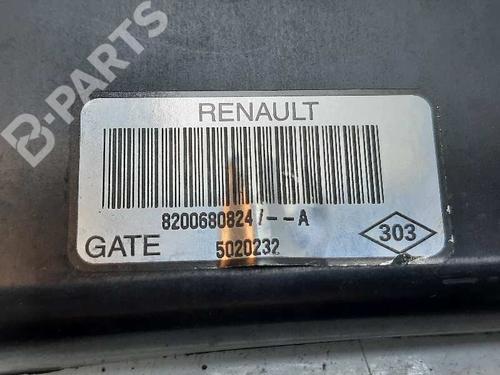 B-PARTS
RENAULT
8200680824/--A
GATE
5020232
303